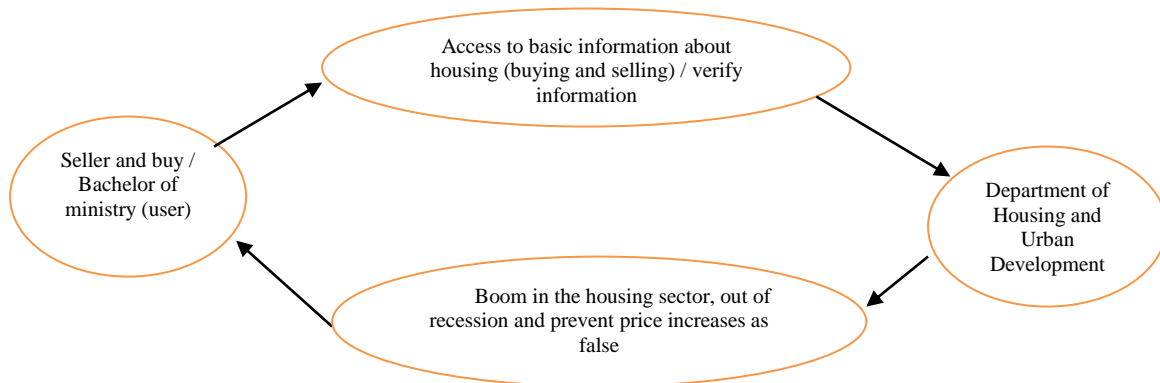 Access to basic information about
housing (buying and selling) / verify
information
Seller and buy /
Bachelor of
ministry (user)
Department of
Housing and
Urban
Development
Boom in the housing sector, out of
recession and prevent price increases as
false